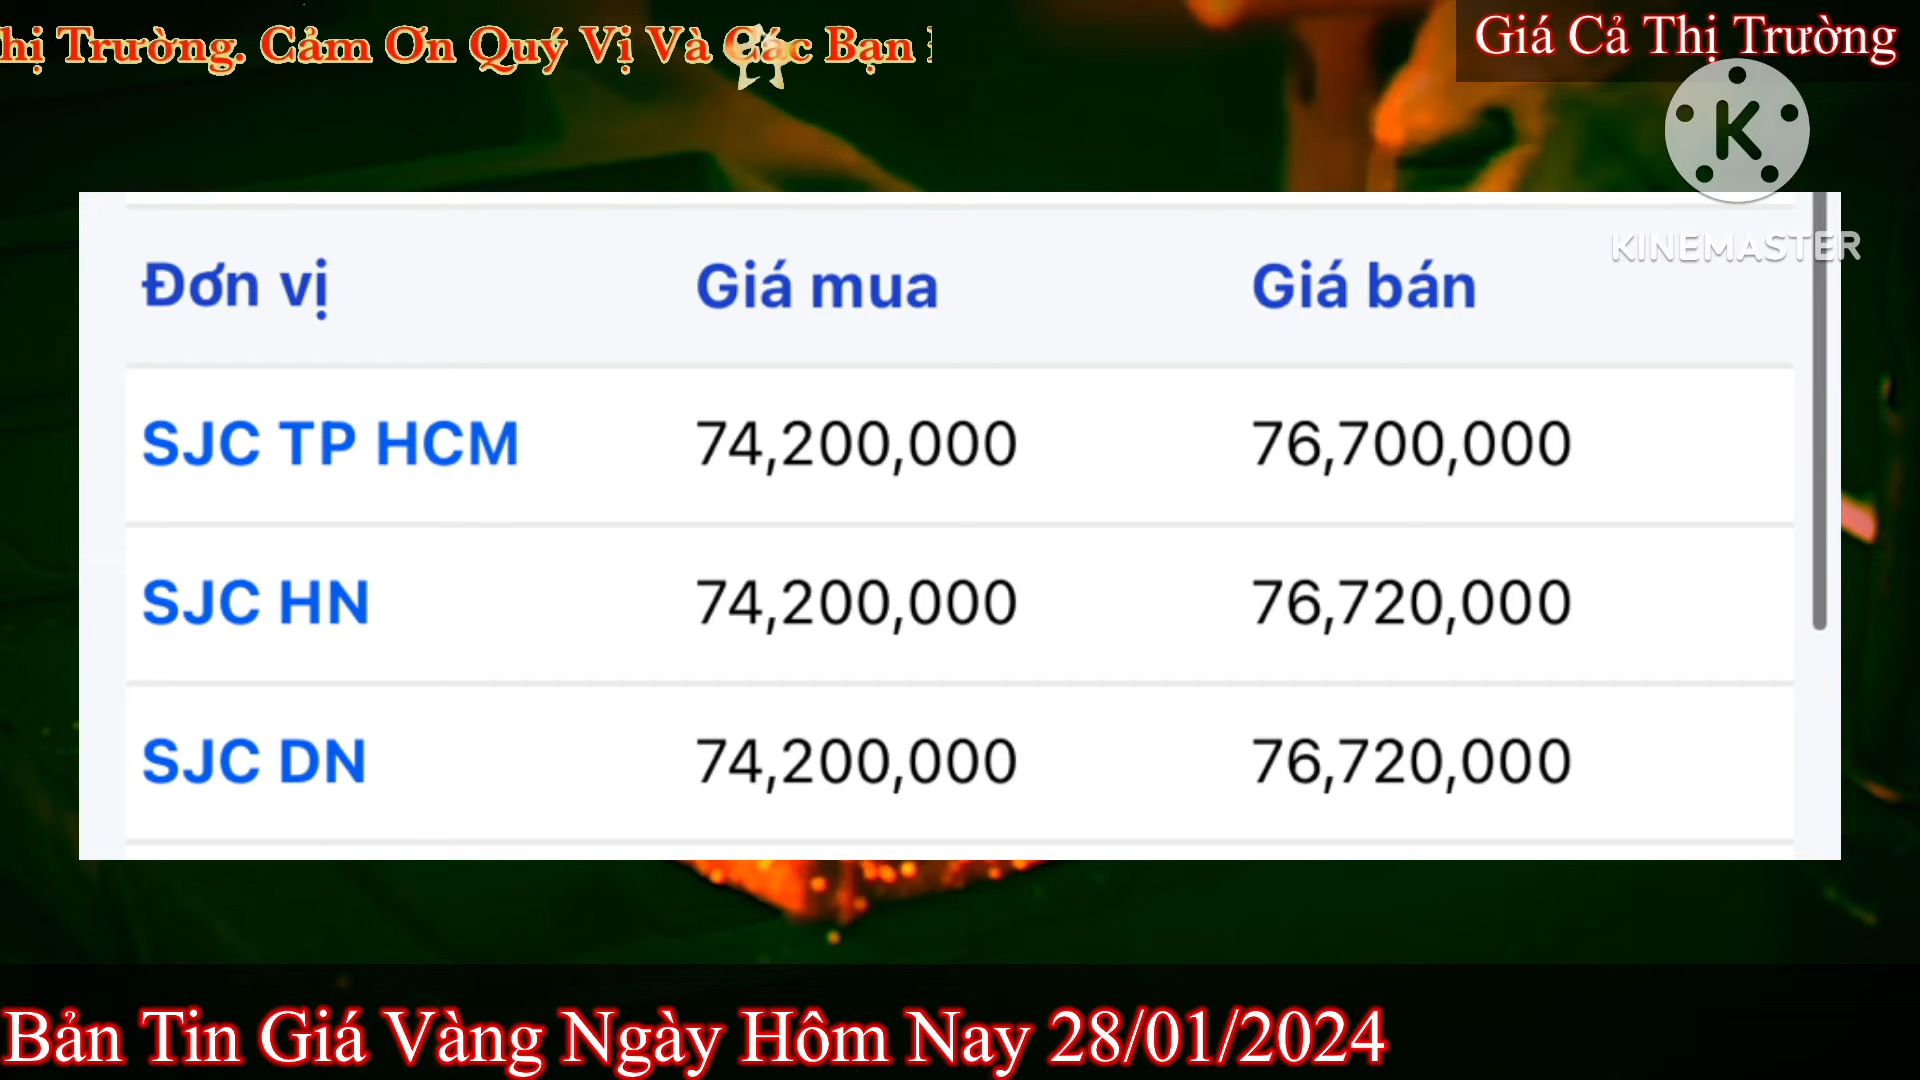 hị Trường. Cảm Ơn Quý Vị Và Các Bạn
Giá Cả Thị Trường
K
KINEMASTER
Đơn vị Giá mua Giá bán
SJC TP HCM 74,200,000 76,700,000
SJC HN 74,200,000 76,720,000
SJC DN 74,200,000 76,720,000
Bản Tin Giá Vàng Ngày Hôm Nay 28/01/2024